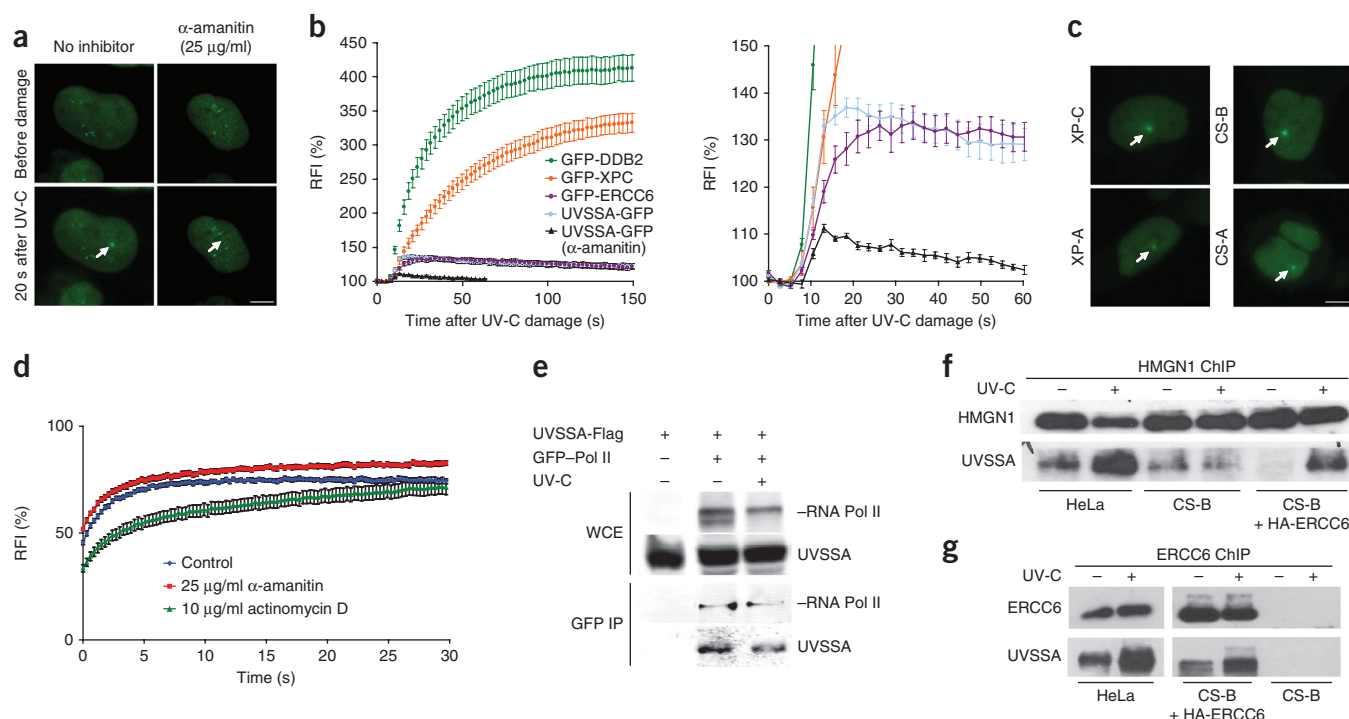 a
No inhibitor
α-amanitin
(25 μg/ml)
Before damage
20 s after UV-C
b
RFI (%)
450
400
350
300
250
200
150
100
0
50
100
150
Time after UV-C damage (s)
GFP-DDB2
GFP-XPC
GFP-ERCC6
UVSSA-GFP
UVSSA-GFP
(α-amanitin)
RFI (%)
150
140
130
120
110
100
0
10
20
30
40
50
60
Time after UV-C damage (s)
c
XP-C
CS-B
XP-A
CS-A
d
RFI (%)
100
50
0
0
5
10
15
20
25
30
Time (s)
Control
25 μg/ml α-amanitin
10 μg/ml actinomycin D
e
UVSSA-Flag + + +
GFP–Pol II – + +
UV-C – – +
WCE
–RNA Pol II
UVSSA
GFP IP
–RNA Pol II
UVSSA
f
HMGN1 ChIP
UV-C – + – + – +
HMGN1
UVSSA
HeLa
CS-B
CS-B
+ HA-ERCC6
g
ERCC6 ChIP
UV-C – + – + – +
ERCC6
UVSSA
HeLa
CS-B
+ HA-ERCC6
CS-B